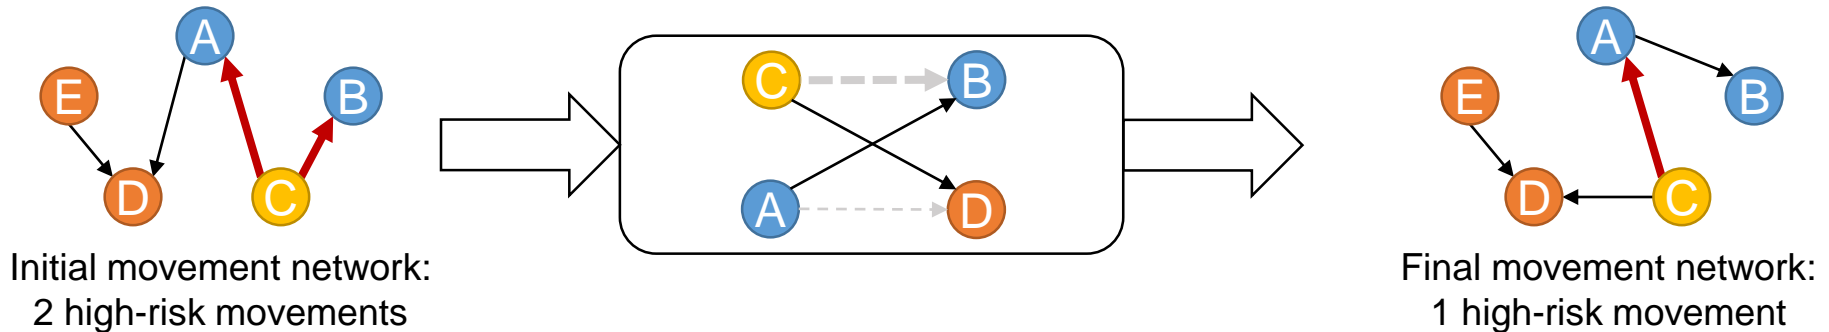 A
E
B
D
C
Initial movement network:
2 high-risk movements
C
B
A
D
A
E
B
D
C
Final movement network:
1 high-risk movement